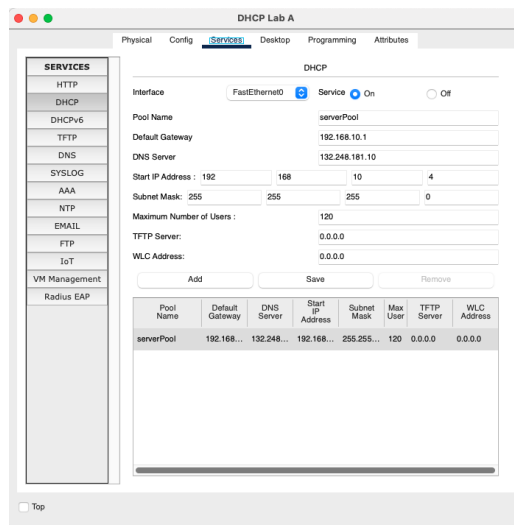 DHCP Lab A
Physical Config Services Desktop Programming Attributes
SERVICES
HTTP
DHCP
DHCPv6
TFTP
DNS
SYSLOG
AAA
NTP
EMAIL
FTP
IoT
VM Management
Radius EAP
DHCP
Interface FastEthernet0 Service On Off
Pool Name serverPool
Default Gateway 192.168.10.1
DNS Server 132.248.181.10
Start IP Address : 192 168 10 4
Subnet Mask: 255 255 255 0
Maximum Number of Users : 120
TFTP Server: 0.0.0.0
WLC Address: 0.0.0.0
Add Save Remove
Pool Name Default Gateway DNS Server Start IP Address Subnet Mask Max User TFTP Server WLC Address
serverPool 192.168... 132.248... 192.168... 255.255... 120 0.0.0.0 0.0.0.0
Top